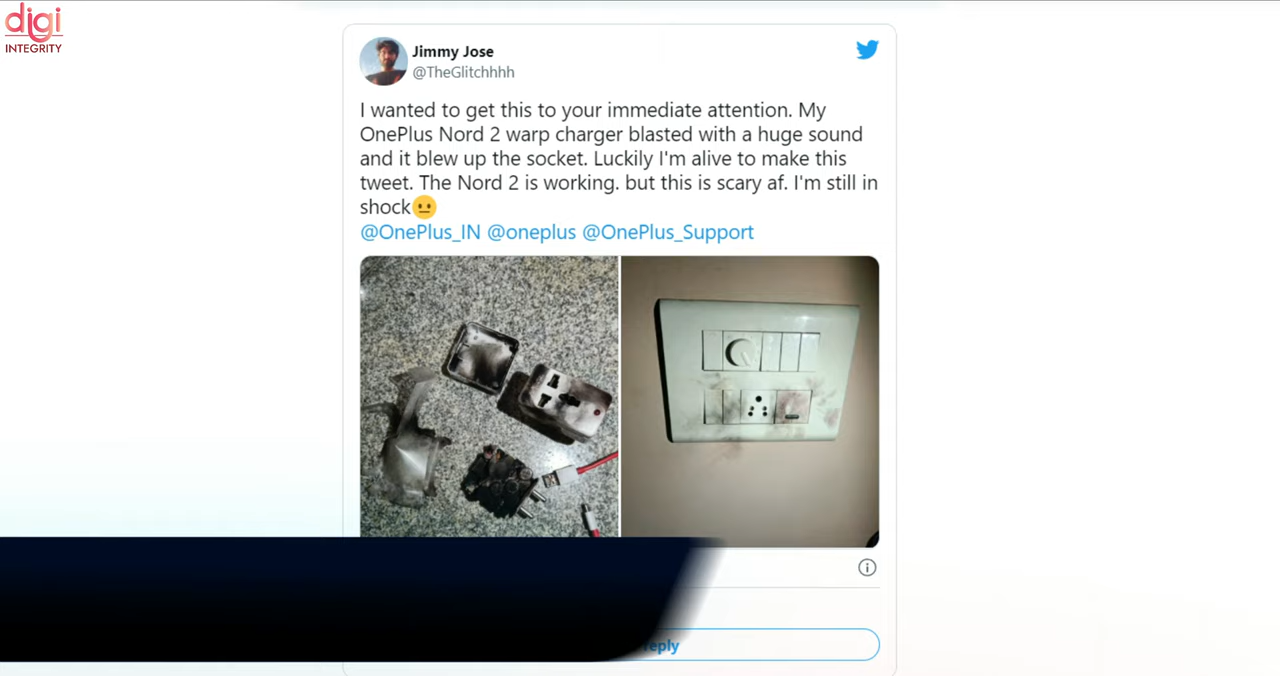 digi
INTEGRITY
Jimmy Jose
@TheGlitchhhh
I wanted to get this to your immediate attention. My
OnePlus Nord 2 warp charger blasted with a huge sound
and it blew up the socket. Luckily I'm alive to make this
tweet. The Nord 2 is working. but this is scary af. I'm still in
shock😐
@OnePlus_IN @oneplus @OnePlus_Support
reply